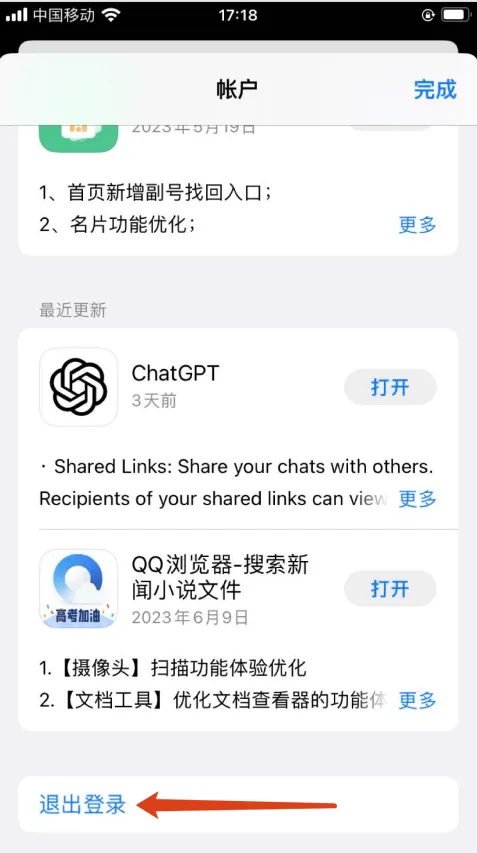 中国移动
17:18
帐户
完成
2023年5月19日
1、首页新增副号找回入口；
2、名片功能优化；
更多
最近更新
ChatGPT
3天前
打开
· Shared Links: Share your chats with others.
Recipients of your shared links can view
更多
QQ浏览器-搜索新
闻小说文件
2023年6月9日
打开
高考加油
1.【摄像头】扫描功能体验优化
2.【文档工具】优化文档查看器的功能体
更多
退出登录